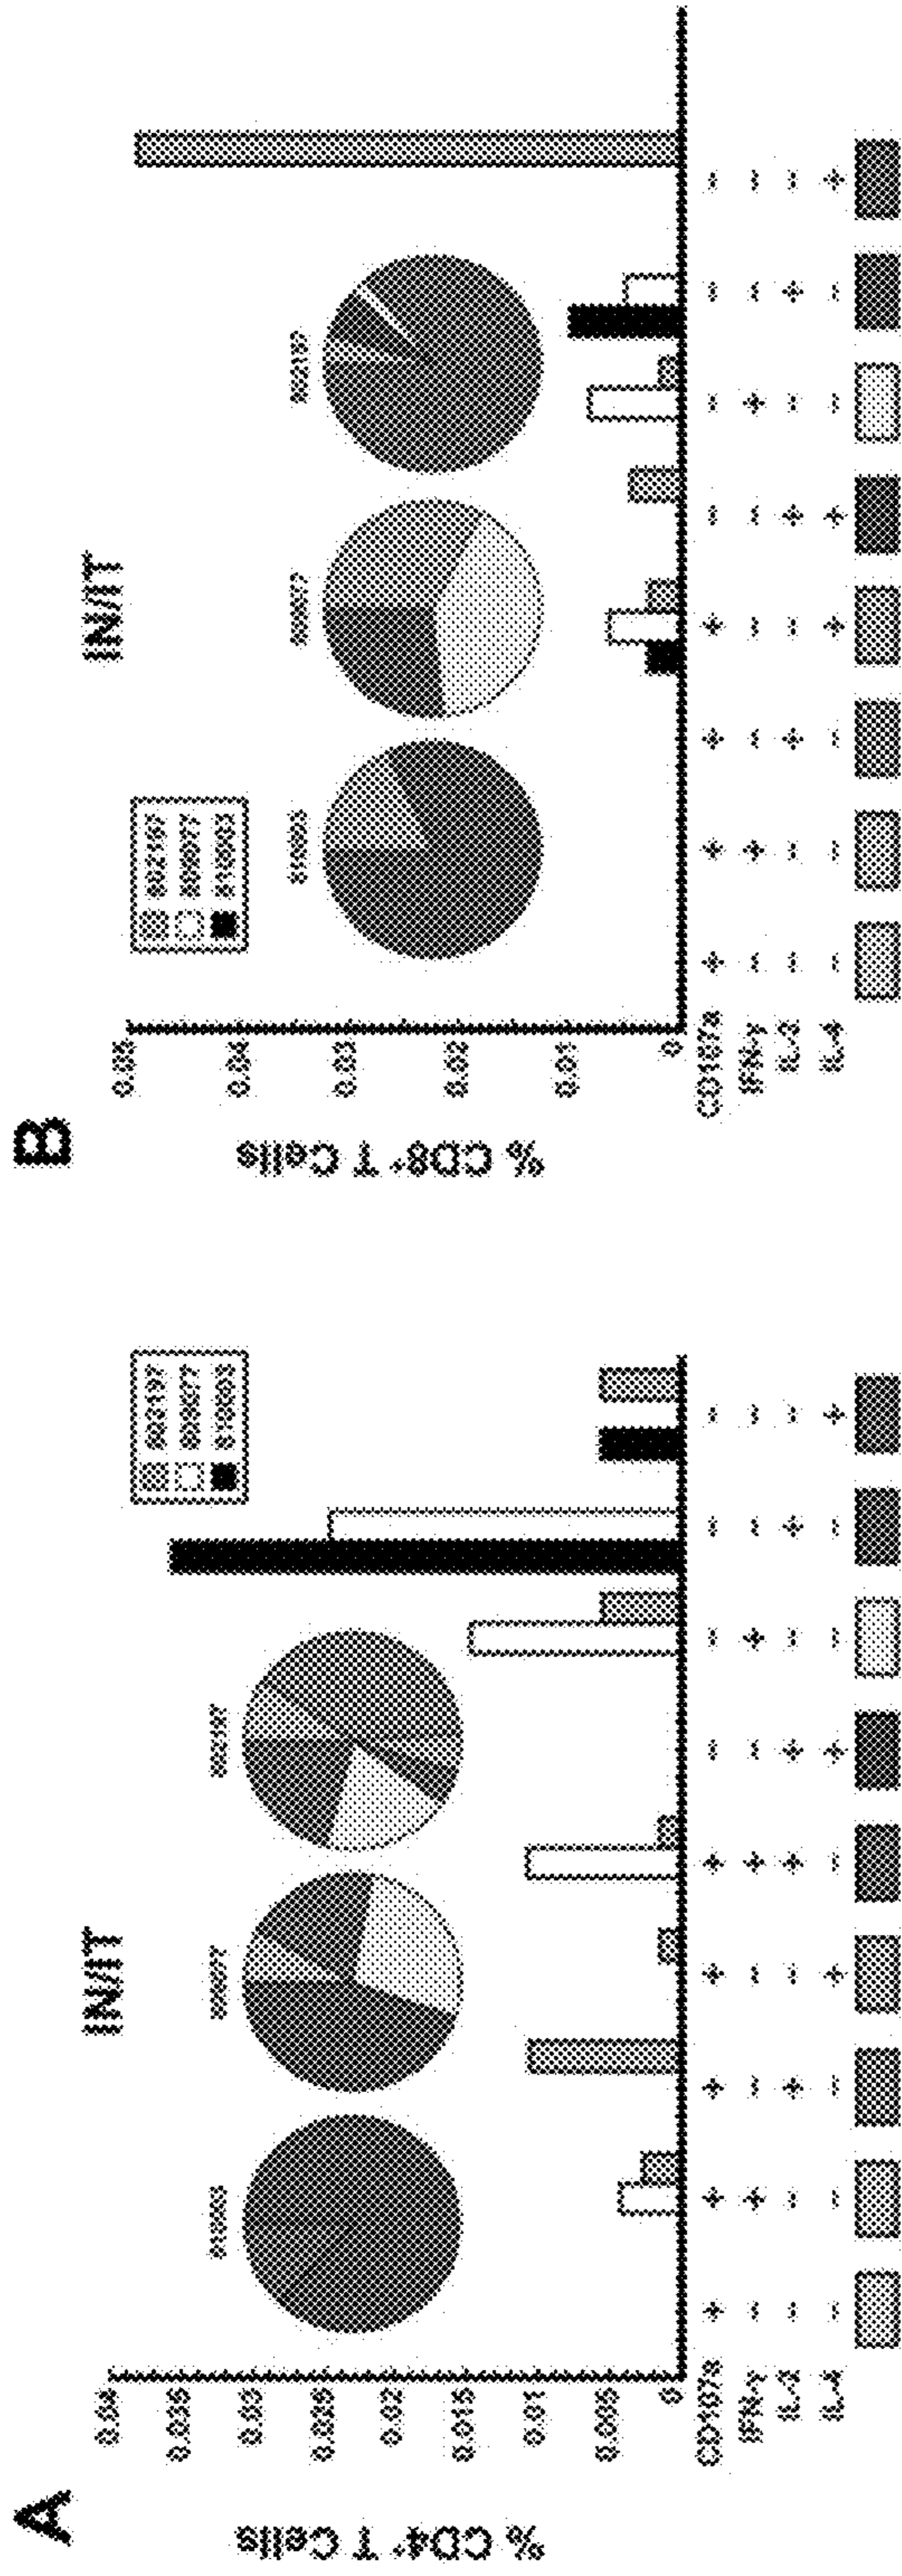 A
IN/IT
% CD4⁺ T Cells
0.04
0.035
0.03
0.025
0.02
0.015
0.01
0.005
0
CD107a + + + + + - - - -
IFN-γ - + - - + - + - -
IL-2 - - + - + + - + -
IL-4 - - - + - + - - +
B
IN/IT
802197
% CD8⁺ T Cells
0.05
0.04
0.03
0.02
0.01
0
CD107a + + + + - - - -
IFN-γ - + - - - + - -
IL-2 - - + - + - + -
IL-4 - - - + + - - +